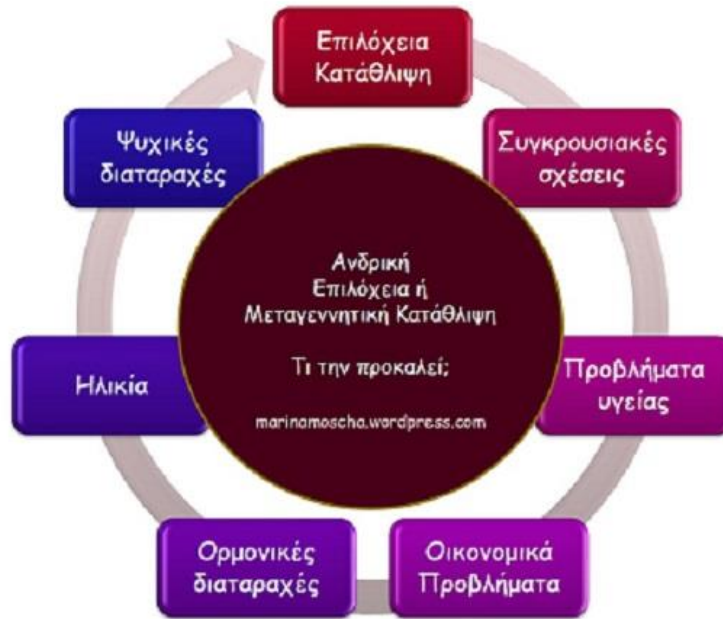 Επιλόχεια
Κατάθλιψη
Συγκρουσιακές
σχέσεις
Προβλήματα
υγείας
Οικονομικά
Προβλήματα
Ορμονικές
διαταραχές
Ηλικία
Ψυχικές
διαταραχές
Ανδρική
Επιλόχεια ή
Μεταγεννητική Κατάθλιψη
Τι την προκαλεί;
marinamoscha.wordpress.com